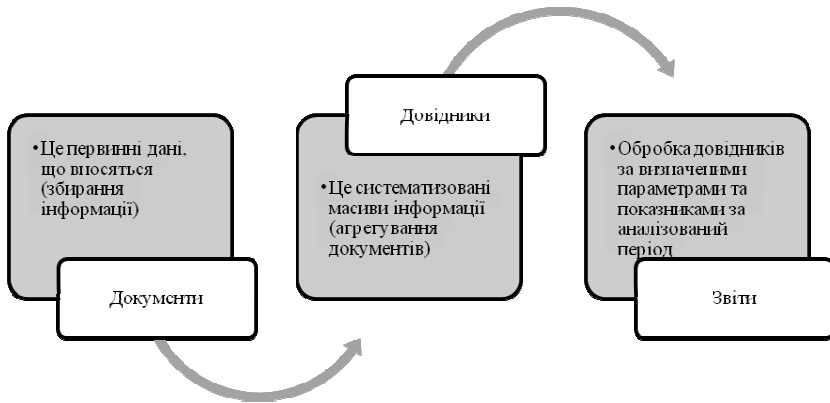 •Це первинні дані,
що вносяться
(збирання
інформації)
Документи
Довідники
•Це систематизовані
масиви інформації
(агрегування
документів)
•Обробка довідників
за визначеними
параметрами та
показниками за
аналізований
період
Звіти